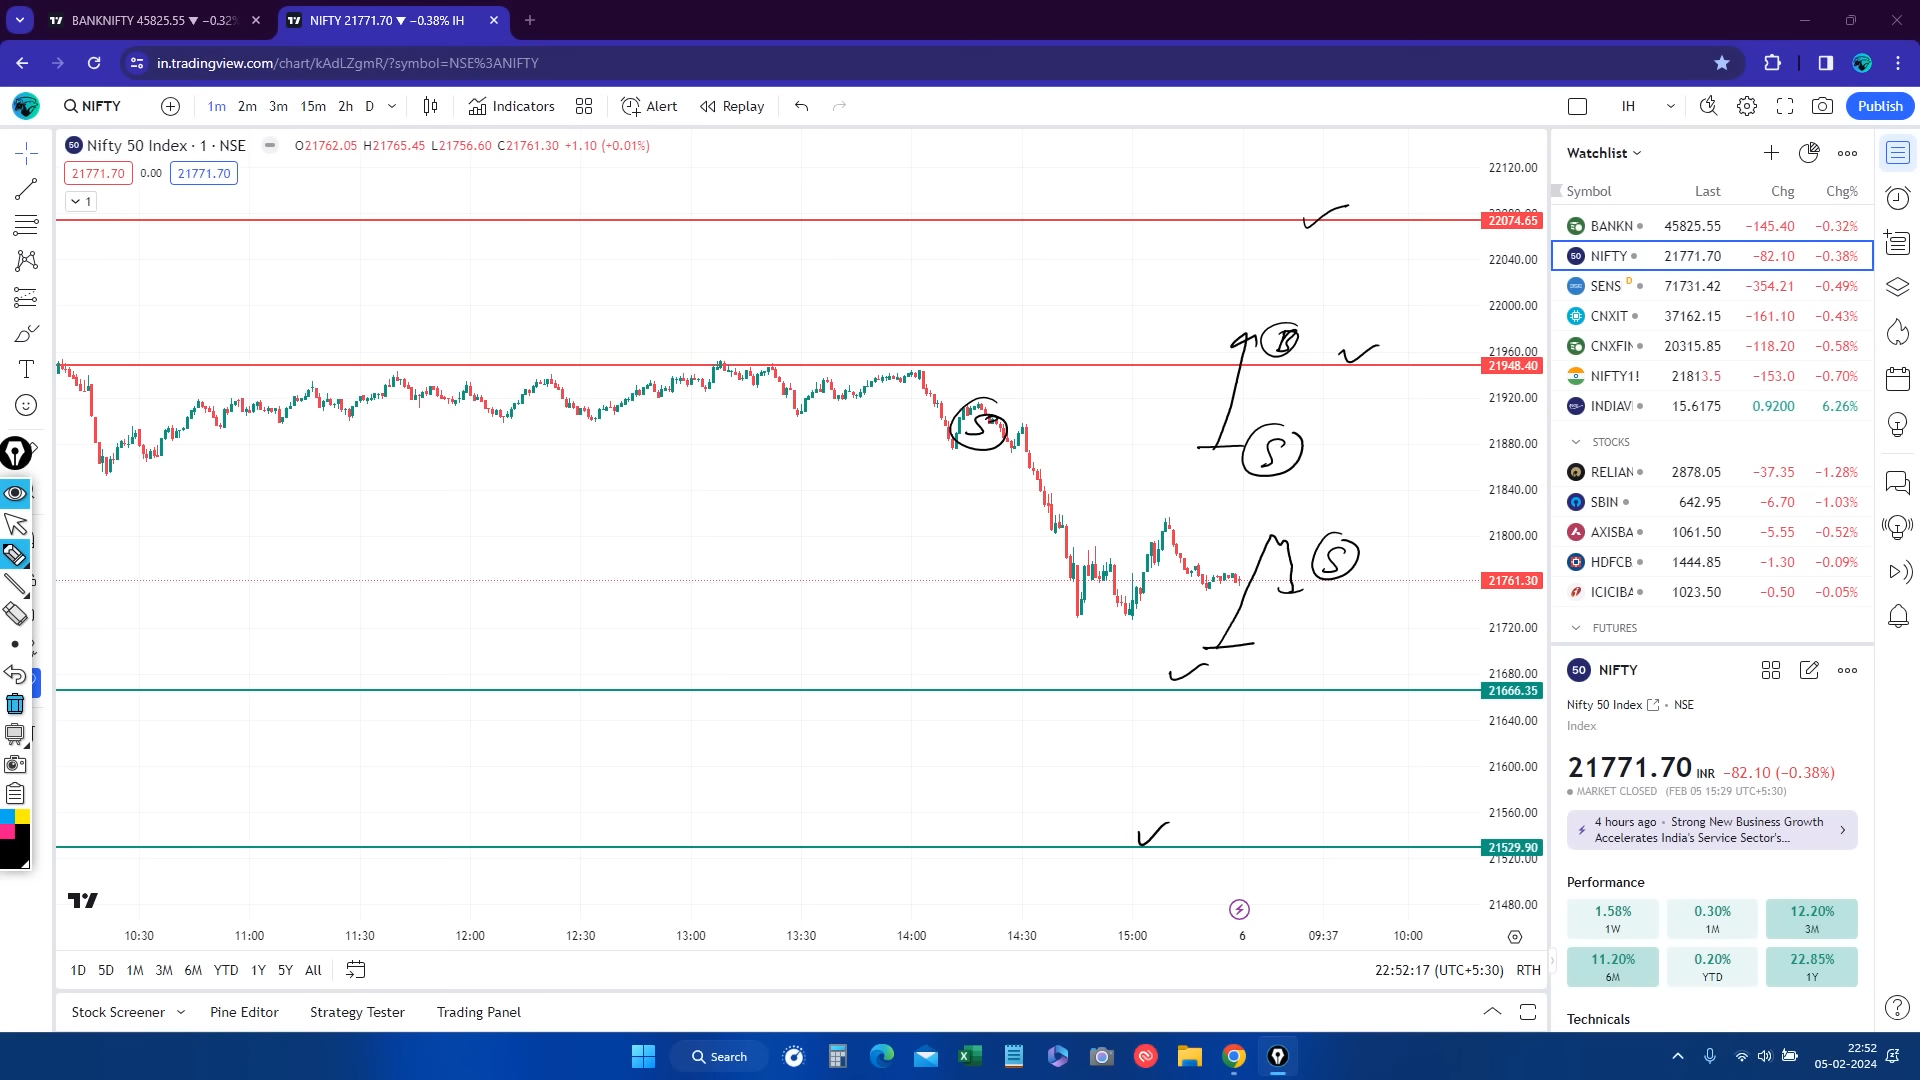 BANKNIFTY 45825.55 ▼ −0.32%
NIFTY 21771.70 ▼ −0.38% IH
in.tradingview.com/chart/kAdLZgmR/?symbol=NSE%3ANIFTY
NIFTY 1m 2m 3m 15m 2h D Indicators Alert Replay IH Publish
50 Nifty 50 Index · 1 · NSE O21762.05 H21765.45 L21756.60 C21761.30 +1.10 (+0.01%)
21771.70 0.00 21771.70
1
22120.00
22074.65
22040.00
22000.00
21960.00
21948.40
21920.00
21880.00
21840.00
21800.00
21761.30
21720.00
21680.00
21666.35
21640.00
21600.00
21560.00
21529.90
21520.00
21480.00
B
S
S
S
10:30 11:00 11:30 12:00 12:30 13:00 13:30 14:00 14:30 15:00 6 09:37 10:00
1D 5D 1M 3M 6M YTD 1Y 5Y All 22:52:17 (UTC+5:30) RTH
Stock Screener Pine Editor Strategy Tester Trading Panel
Watchlist
Symbol Last Chg Chg%
BANKN 45825.55 −145.40 −0.32%
50 NIFTY 21771.70 −82.10 −0.38%
SENS D 71731.42 −354.21 −0.49%
CNXIT 37162.15 −161.10 −0.43%
CNXFIN 20315.85 −118.20 −0.58%
NIFTY1! 21813.5 −153.0 −0.70%
INDIAVI 15.6175 0.9200 6.26%
STOCKS
RELIAN 2878.05 −37.35 −1.28%
SBIN 642.95 −6.70 −1.03%
AXISBA 1061.50 −5.55 −0.52%
HDFCB 1444.85 −1.30 −0.09%
ICICIBA 1023.50 −0.50 −0.05%
FUTURES
50 NIFTY
Nifty 50 Index • NSE
Index
21771.70 INR −82.10 (−0.38%)
MARKET CLOSED (FEB 05 15:29 UTC+5:30)
4 hours ago • Strong New Business Growth
Accelerates India's Service Sector's...
Performance
1.58% 0.30% 12.20%
1W 1M 3M
11.20% 0.20% 22.85%
6M YTD 1Y
Technicals
Search
22:52
05-02-2024